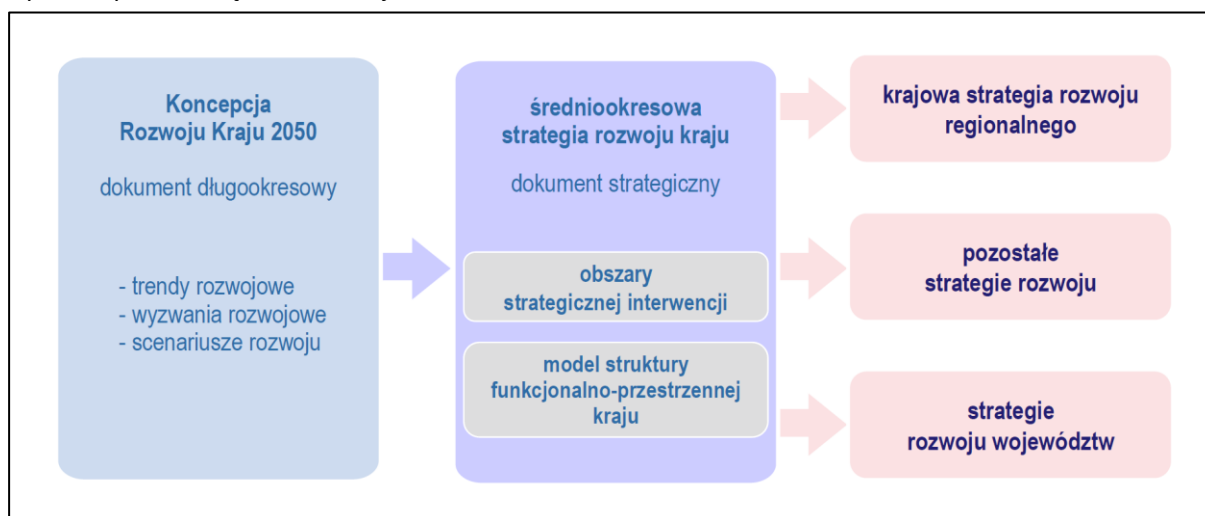 Koncepcja
Rozwoju Kraju 2050
dokument długookresowy
- trendy rozwojowe
- wyzwania rozwojowe
- scenariusze rozwoju
średniookresowa
strategia rozwoju kraju
dokument strategiczny
obszary
strategicznej interwencji
model struktury
funkcjonalno-przestrzennej
kraju
krajowa strategia rozwoju
regionalnego
pozostałe
strategie rozwoju
strategie
rozwoju województw